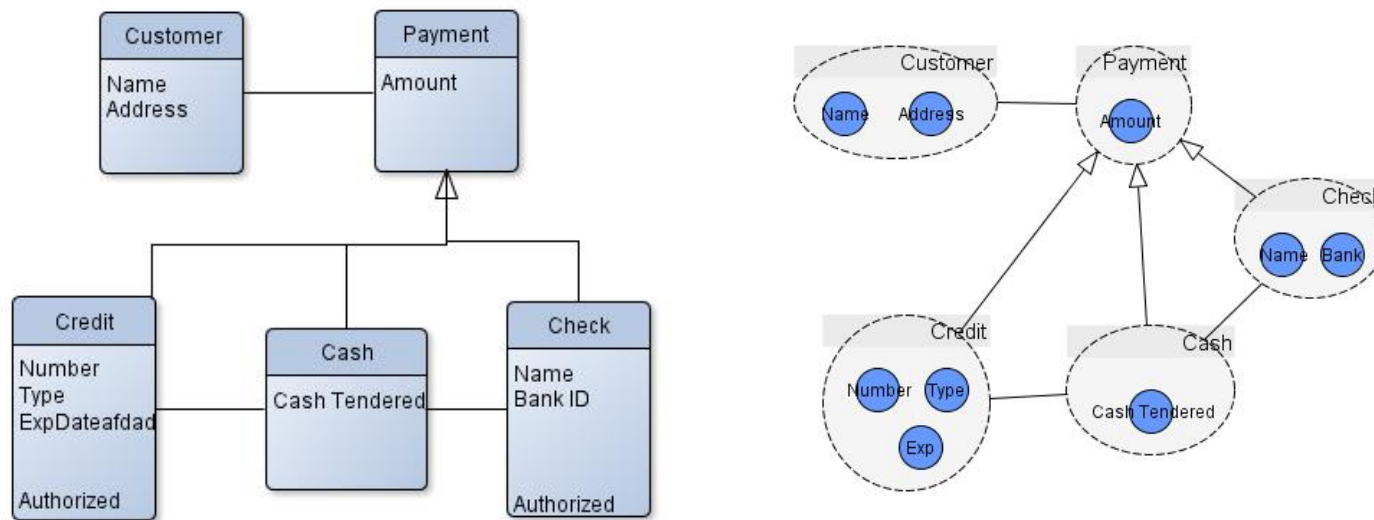 Customer
Name
Address
Payment
Amount
Credit
Number
Type
ExpDateafdad
Authorized
Cash
Cash Tendered
Check
Name
Bank ID
Authorized
Customer
Name Address
Payment
Amount
Check
Name Bank
Credit
Number Type
Exp
Cash
Cash Tendered